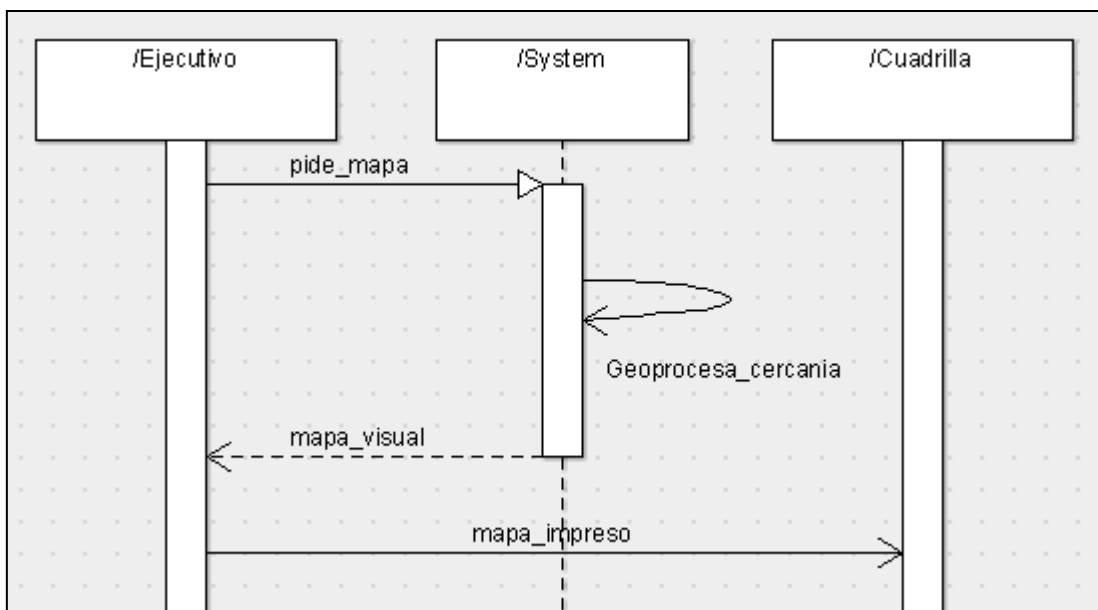 /Ejecutivo
/System
/Cuadrilla
pide_mapa
Geoprocesa_cercania
mapa_visual
mapa_impreso